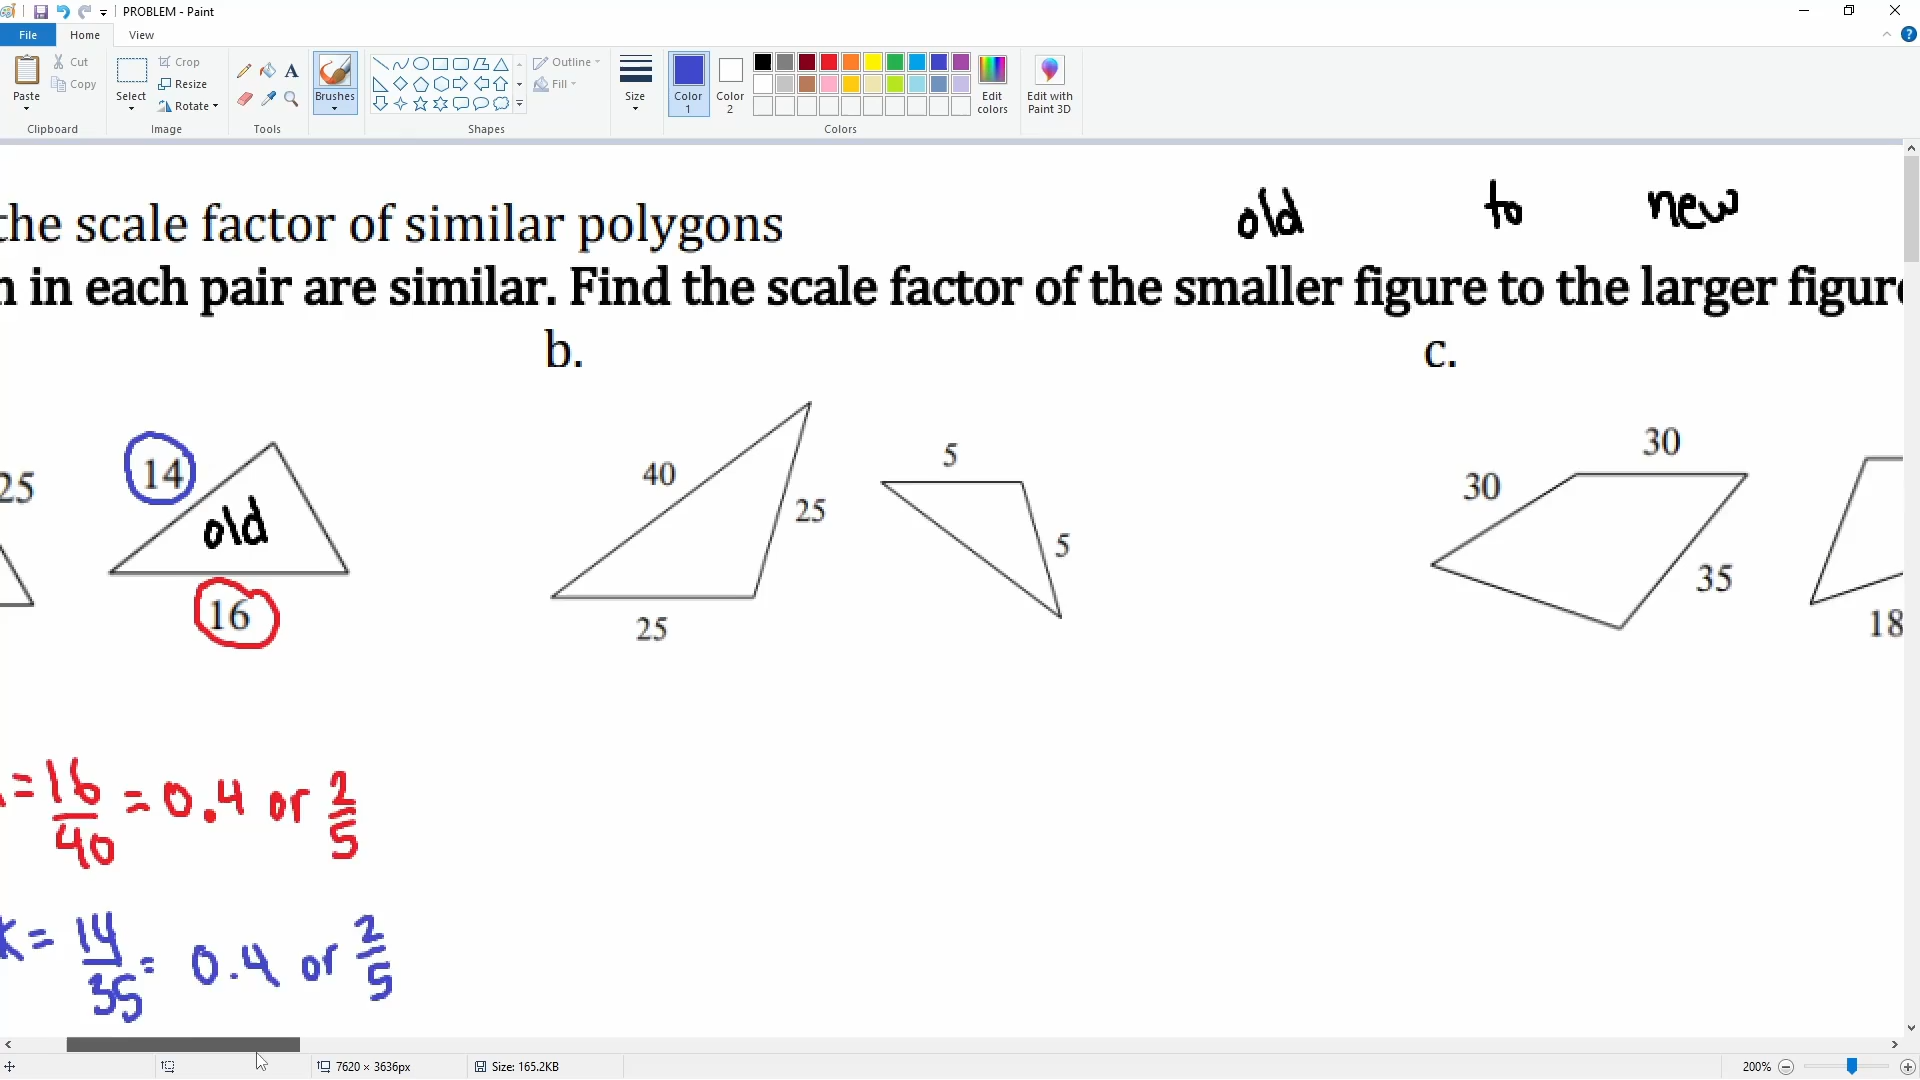 PROBLEM - Paint
File Home View
Paste
Cut
Copy
Clipboard
Select
Crop
Resize
Rotate
Image
A
Tools
Brushes
Shapes
Outline
Fill
Size
Color 1
Color 2
Colors
Edit colors
Edit with Paint 3D
old to new
the scale factor of similar polygons
n in each pair are similar. Find the scale factor of the smaller figure to the larger figure
b. c.
25 14 old 16
40 25 25
5 5
30 30 35
18
= 16/40 = 0.4 or 2/5
k = 14/35 = 0.4 or 2/5
7620 × 3636px
Size: 165.2KB
200%